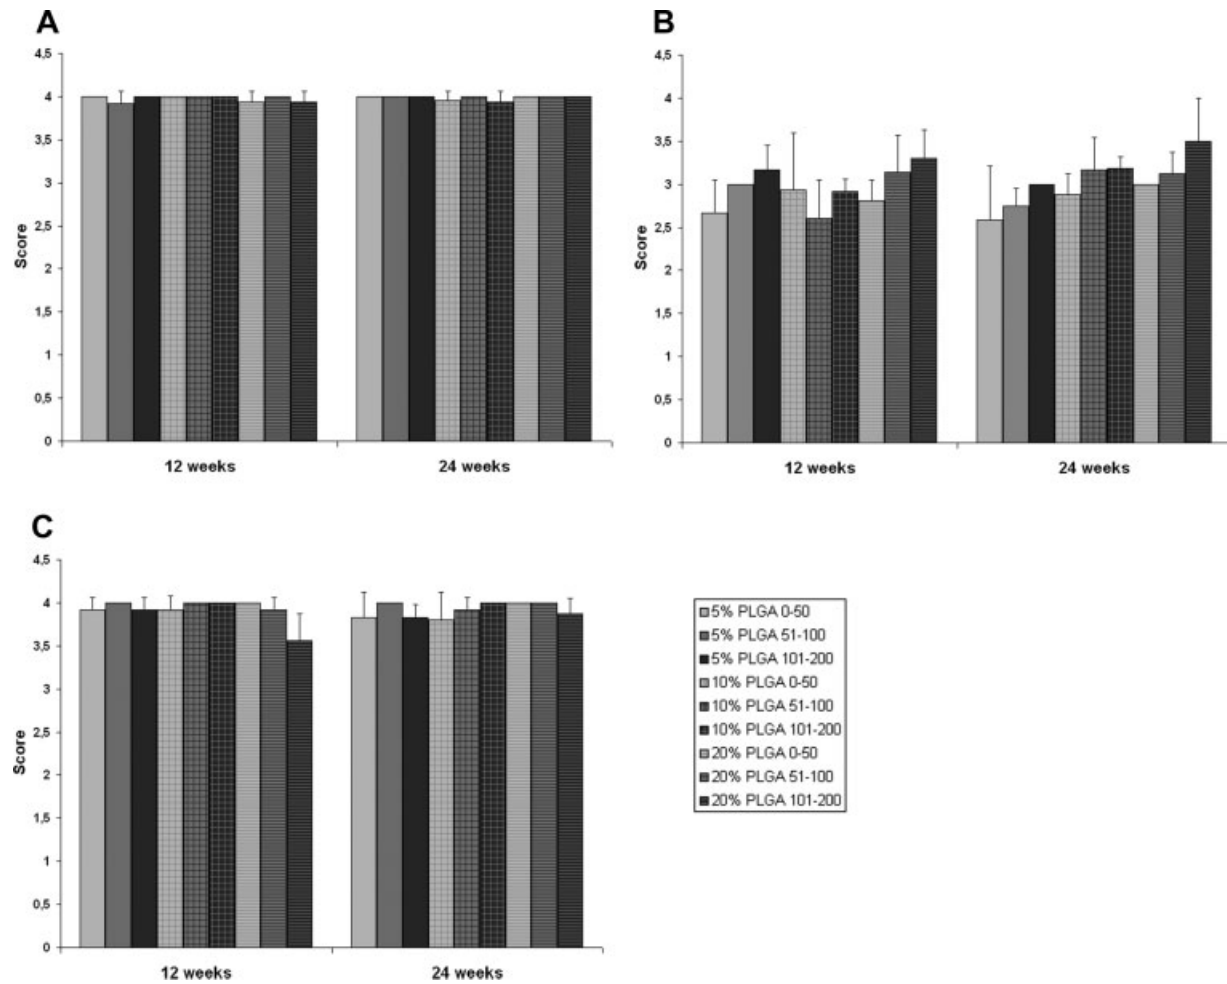 A
4,5
4
3,5
3
2,5
2
1,5
1
0,5
0
Score
12 weeks 24 weeks
B
4,5
4
3,5
3
2,5
2
1,5
1
0,5
0
Score
12 weeks 24 weeks
C
4,5
4
3,5
3
2,5
2
1,5
1
0,5
0
Score
12 weeks 24 weeks
5% PLGA 0-50
5% PLGA 51-100
5% PLGA 101-200
10% PLGA 0-50
10% PLGA 51-100
10% PLGA 101-200
20% PLGA 0-50
20% PLGA 51-100
20% PLGA 101-200